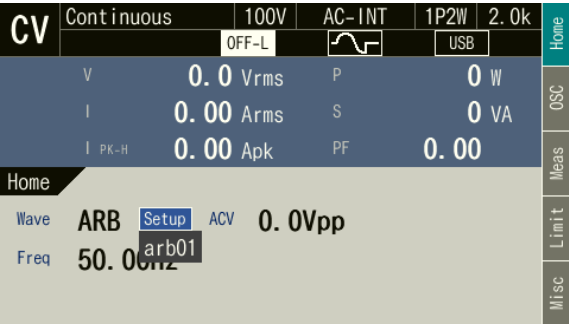 CV Continuous 100V AC-INT 1P2W 2.0k
OFF-L USB
V 0.0 Vrms P 0 W
I 0.00 Arms S 0 VA
I PK-H 0.00 Apk PF 0.00
Home
Wave ARB Setup ACV 0.0Vpp
arb01
Freq 50.00Hz
Home
OSC
Meas
Limit
Misc